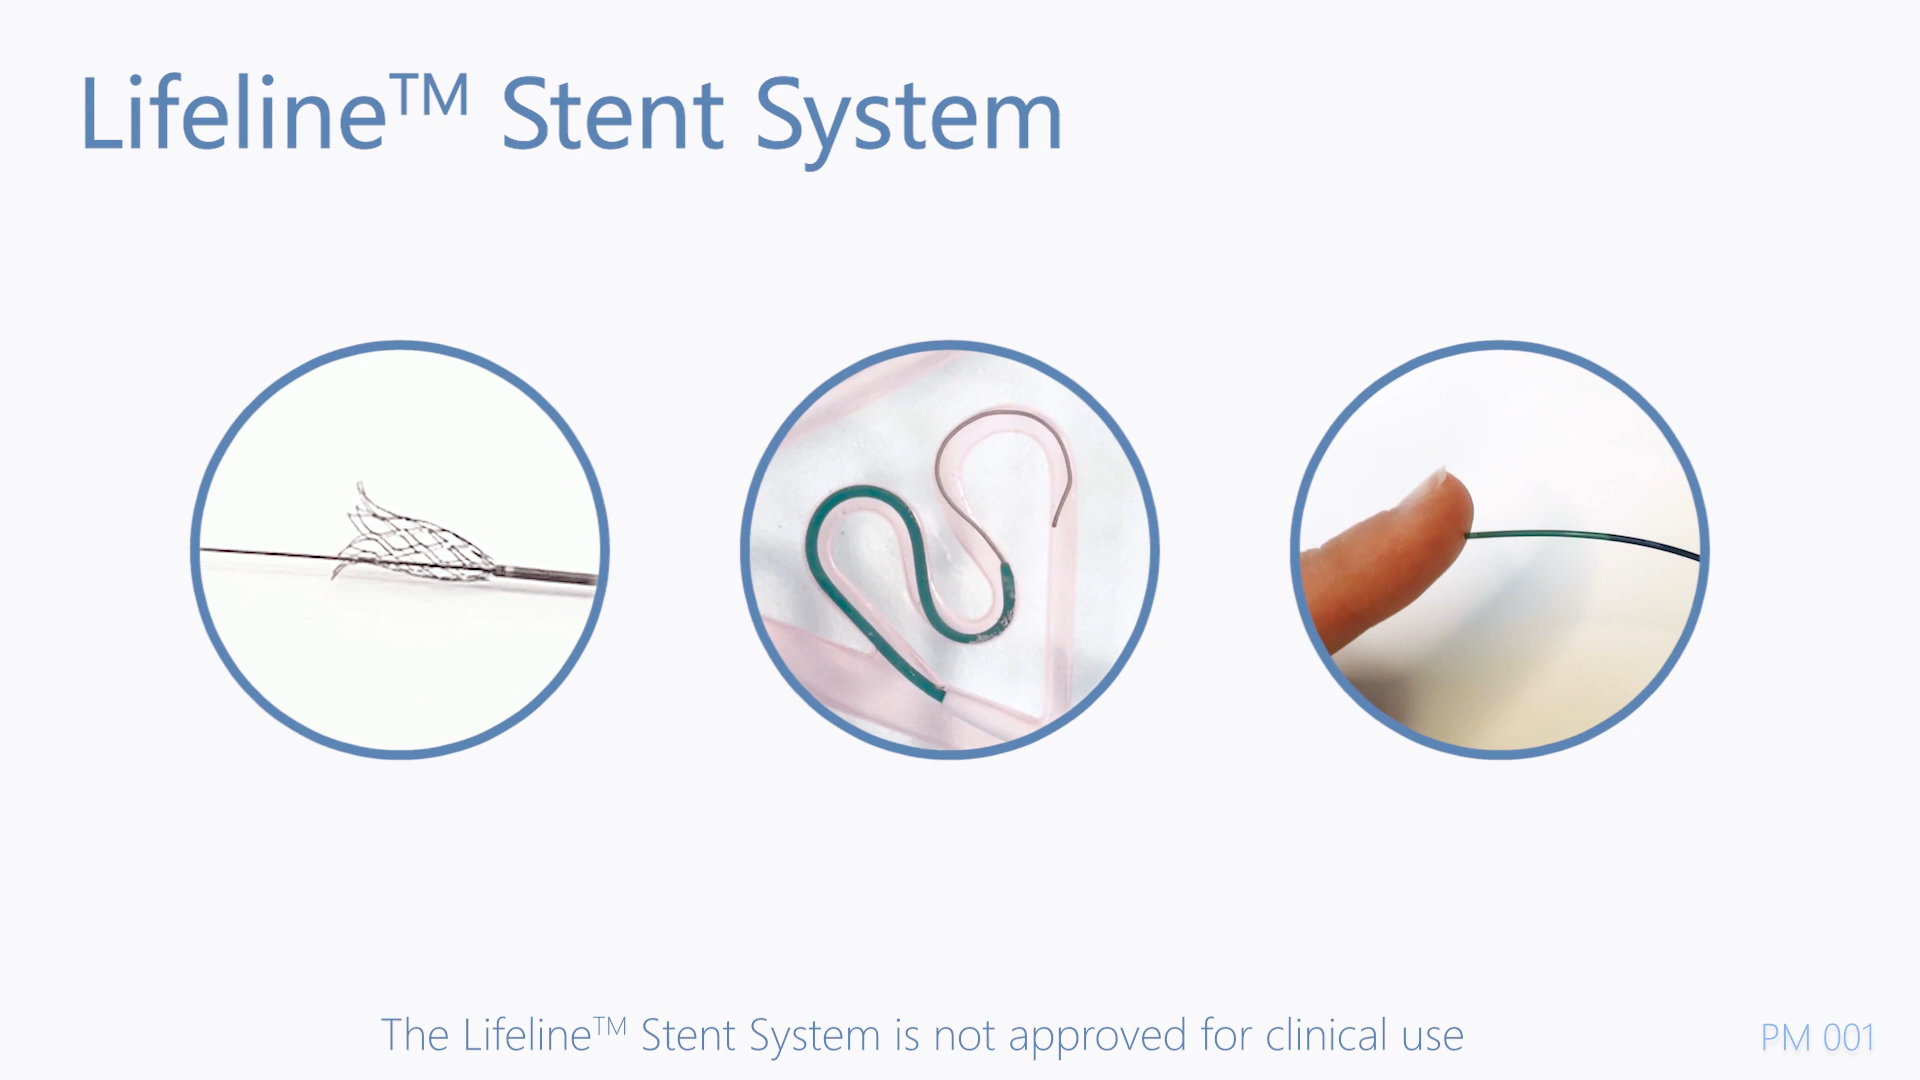 Lifeline™ Stent System
The Lifeline™ Stent System is not approved for clinical use
PM 001